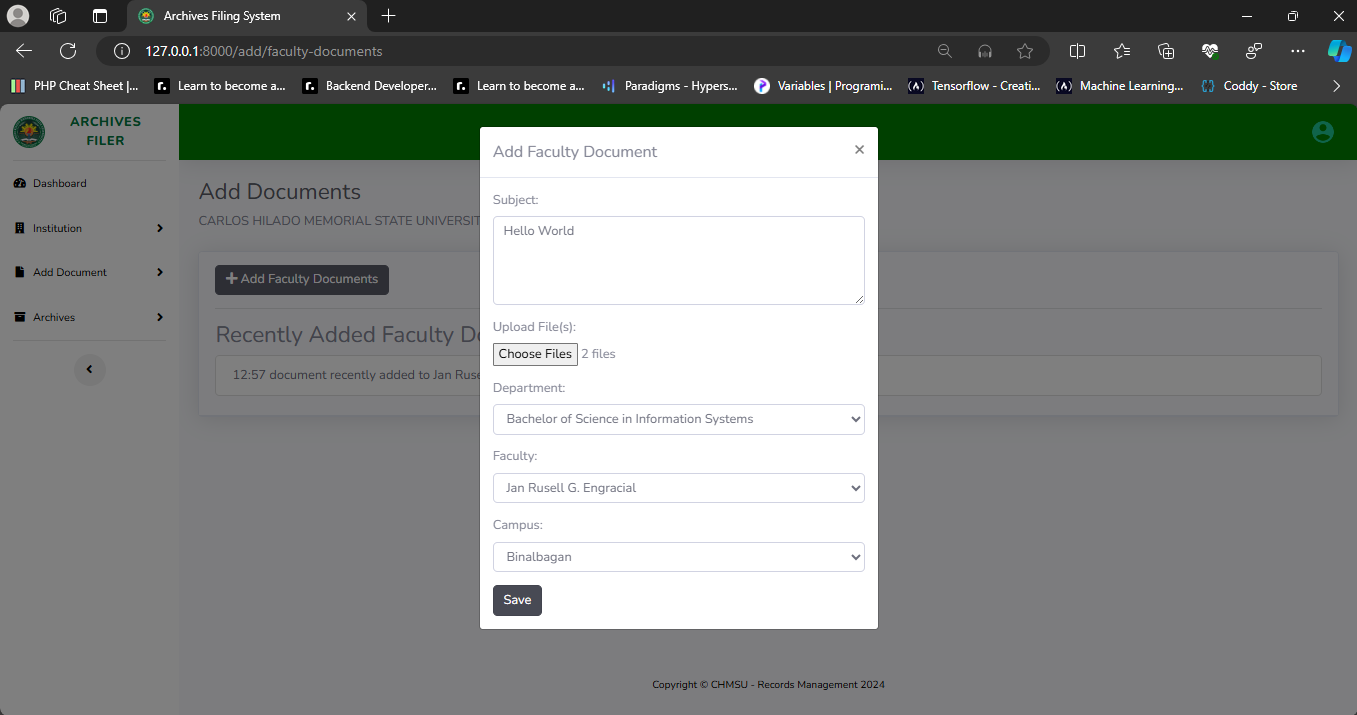 Archives Filing System
127.0.0.1:8000/add/faculty-documents
PHP Cheat Sheet |... Learn to become a... Backend Developer... Learn to become a... Paradigms - Hypers... Variables | Programi... Tensorflow - Creati... Machine Learning... Coddy - Store
ARCHIVES
FILER
Dashboard
Institution
Add Document
Archives
Add Documents
CARLOS HILADO MEMORIAL STATE UNIVERSIT
Add Faculty Documents
Recently Added Faculty D
12:57 document recently added to Jan Ruse
Add Faculty Document
Subject:
Hello World
Upload File(s):
Choose Files 2 files
Department:
Bachelor of Science in Information Systems
Faculty:
Jan Rusell G. Engracial
Campus:
Binalbagan
Save
Copyright © CHMSU - Records Management 2024